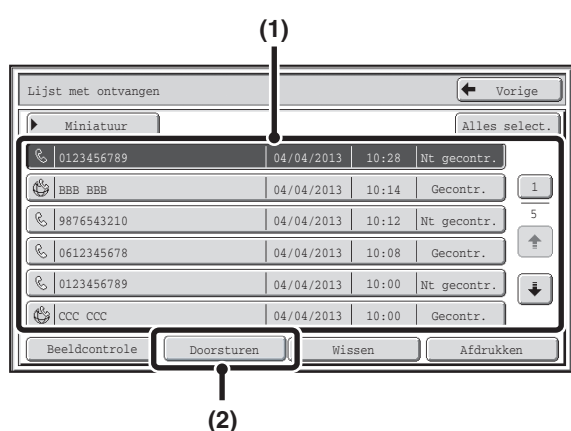 (1)
Lijst met ontvangen Vorige
Miniatuur Alles select.
0123456789 04/04/2013 10:28 Nt gecontr.
BBB BBB 04/04/2013 10:14 Gecontr. 1
9876543210 04/04/2013 10:12 Nt gecontr. 5
0612345678 04/04/2013 10:08 Gecontr.
0123456789 04/04/2013 10:00 Nt gecontr.
CCC CCC 04/04/2013 10:00 Gecontr.
Beeldcontrole Doorsturen Wissen Afdrukken
(2)